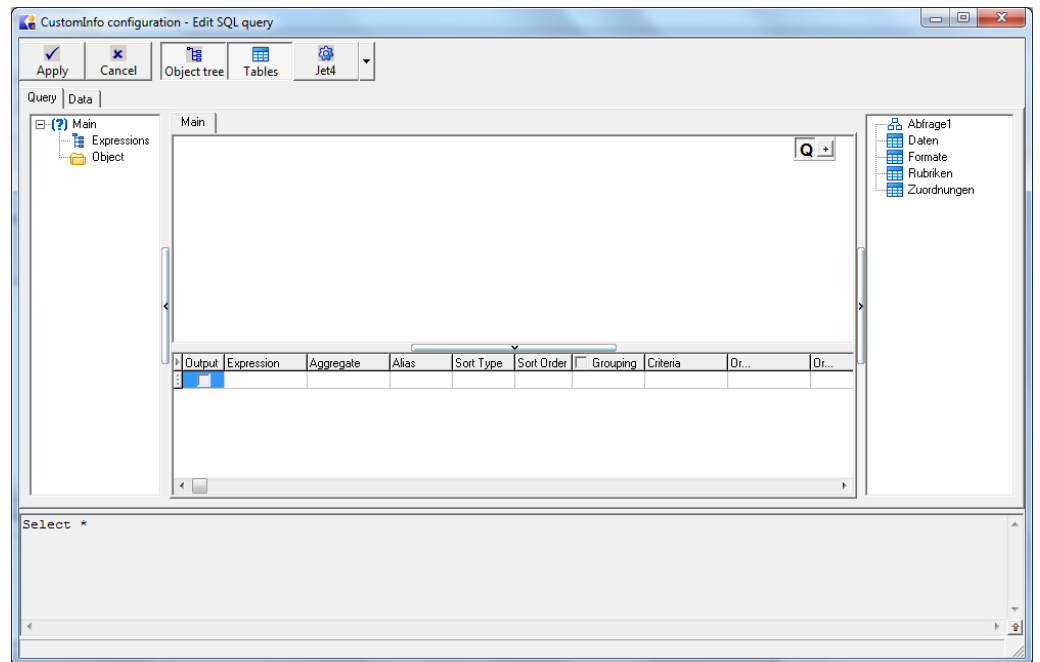 CustomInfo configuration - Edit SQL query
Apply Cancel Object tree Tables Jet4
Query Data
(?) Main
Expressions
Object
Main
Q +
Output Expression Aggregate Alias Sort Type Sort Order Grouping Criteria Or... Or...
Abfrage1
Daten
Formate
Rubriken
Zuordnungen
Select *